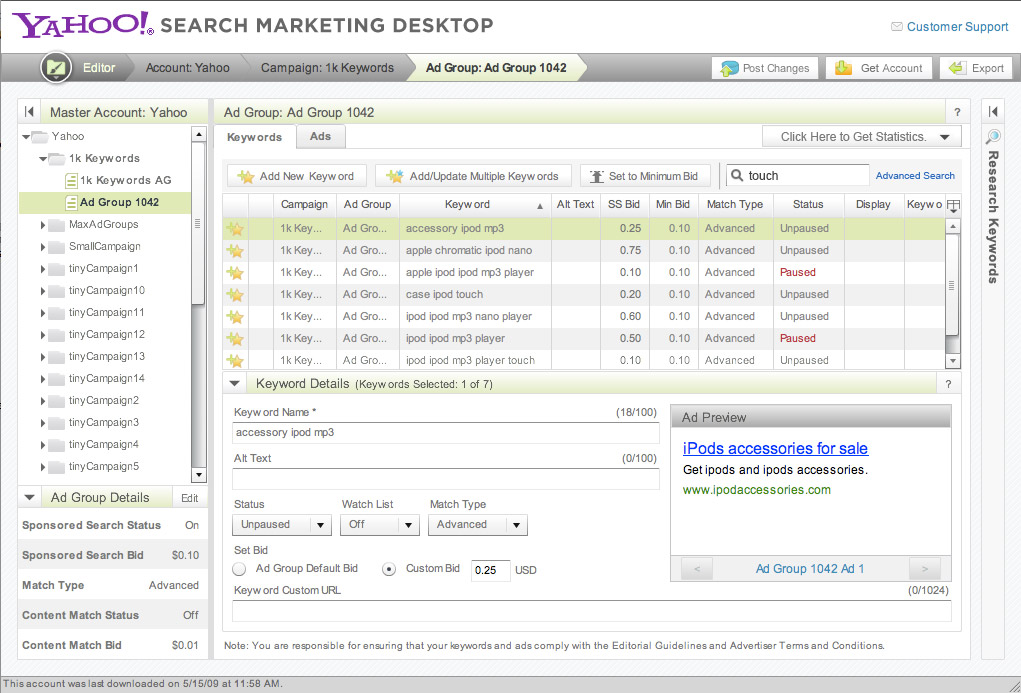 YAHOO!® SEARCH MARKETING DESKTOP
Customer Support
Editor Account: Yahoo Campaign: 1k Keywords Ad Group: Ad Group 1042 Post Changes Get Account Export
Master Account: Yahoo
Yahoo
1k Keywords
1k Keywords AG
Ad Group 1042
MaxAdGroups
SmallCampaign
tinyCampaign1
tinyCampaign10
tinyCampaign11
tinyCampaign12
tinyCampaign13
tinyCampaign14
tinyCampaign2
tinyCampaign3
tinyCampaign4
tinyCampaign5
Ad Group Details Edit
Sponsored Search Status On
Sponsored Search Bid $0.10
Match Type Advanced
Content Match Status Off
Content Match Bid $0.01
Ad Group: Ad Group 1042 ?
Keywords Ads Click Here to Get Statistics.
Add New Keyword Add/Update Multiple Keywords Set to Minimum Bid touch Advanced Search
Campaign Ad Group Keyword Alt Text SS Bid Min Bid Match Type Status Display Keywo
1k Key... Ad Gro... accessory ipod mp3 0.25 0.10 Advanced Unpaused
1k Key... Ad Gro... apple chromatic ipod nano 0.75 0.10 Advanced Unpaused
1k Key... Ad Gro... apple ipod ipod mp3 player 0.10 0.10 Advanced Paused
1k Key... Ad Gro... case ipod touch 0.20 0.10 Advanced Unpaused
1k Key... Ad Gro... ipod ipod mp3 nano player 0.60 0.10 Advanced Unpaused
1k Key... Ad Gro... ipod ipod mp3 player 0.50 0.10 Advanced Paused
1k Key... Ad Gro... ipod ipod mp3 player touch 0.10 0.10 Advanced Unpaused
Keyword Details (Keywords Selected: 1 of 7) ?
Keyword Name * (18/100)
accessory ipod mp3
Alt Text (0/100)
Status Watch List Match Type
Unpaused Off Advanced
Set Bid
Ad Group Default Bid Custom Bid 0.25 USD
Keyword Custom URL (0/1024)
Ad Preview
iPods accessories for sale
Get ipods and ipods accessories.
www.ipodaccessories.com
< Ad Group 1042 Ad 1 >
Note: You are responsible for ensuring that your keywords and ads comply with the Editorial Guidelines and Advertiser Terms and Conditions.
Research Keywords
This account was last downloaded on 5/15/09 at 11:58 AM.